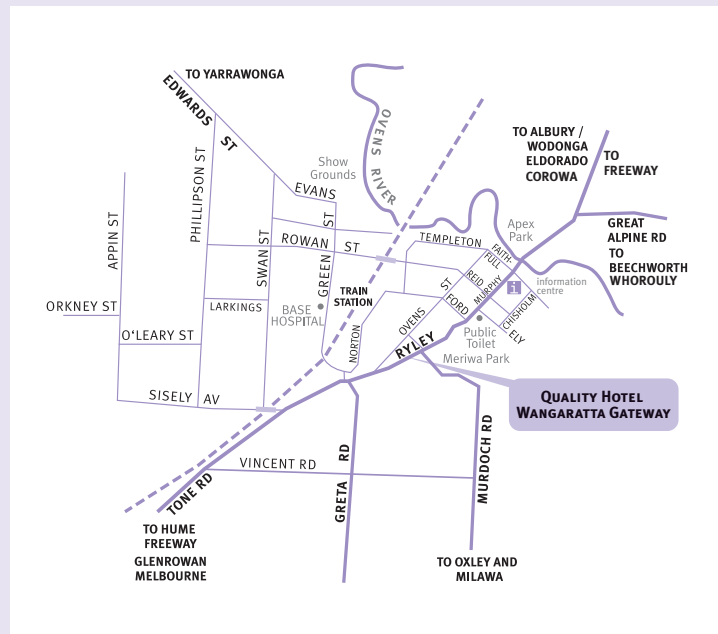 TO YARRAWONGA
EDWARDS ST
OVENS RIVER
TO ALBURY /
WODONGA
ELDORADO
COROWA
TO
FREEWAY
Show
Grounds
EVANS
PHILLIPSON ST
APPIN ST
SWAN ST
ROWAN ST
GREEN ST
TEMPLETON
FAITH-
FULL
Apex
Park
GREAT
ALPINE RD
TO
BEECHWORTH
WHOROULY
ORKNEY ST
LARKINGS
BASE
HOSPITAL
TRAIN
STATION
REID
MURPHY
i
information
centre
FORD ST
OVENS
CHISHOLM
ELY
O'LEARY ST
NORTON
RYLEY
Public
Toilet
Meriwa Park
SISELY AV
QUALITY HOTEL
WANGARATTA GATEWAY
VINCENT RD
TONE RD
GRETA RD
MURDOCH RD
TO HUME
FREEWAY
GLENROWAN
MELBOURNE
TO OXLEY AND
MILAWA